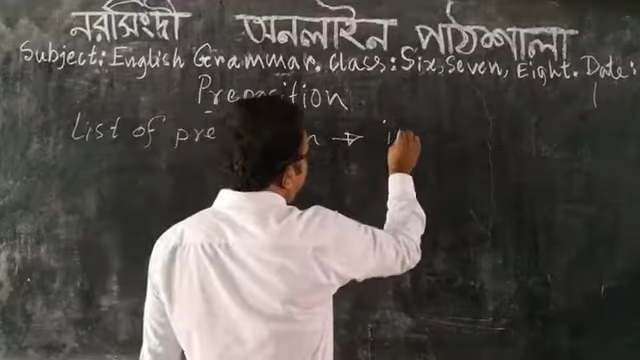 নরসিংদী অনলাইন পাঠশালা
Subject: English Grammar. Class: Six, Seven, Eight. Date:
Preposition
List of pre n → i